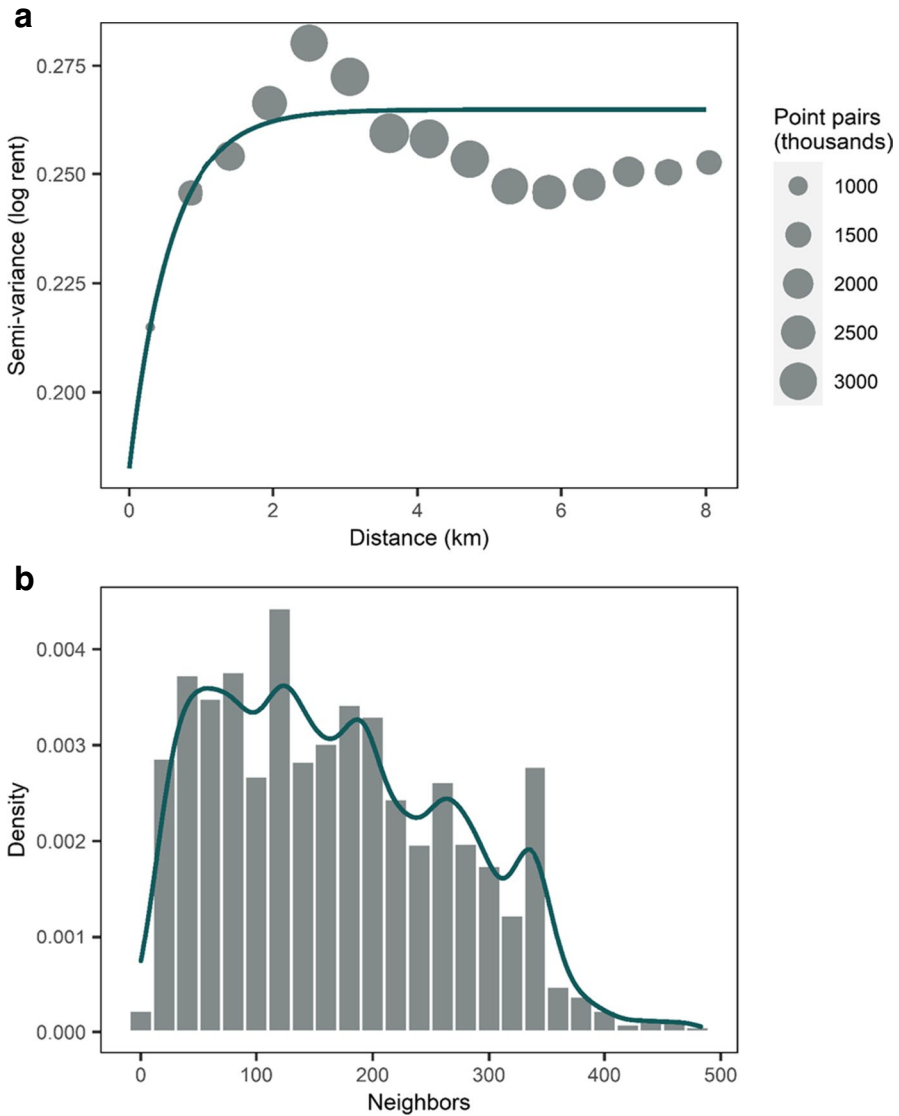 a
0.275
0.250
0.225
0.200
Semi-variance (log rent)
0 2 4 6 8
Distance (km)
Point pairs
(thousands)
1000
1500
2000
2500
3000
b
0.004
0.003
0.002
0.001
0.000
Density
0 100 200 300 400 500
Neighbors